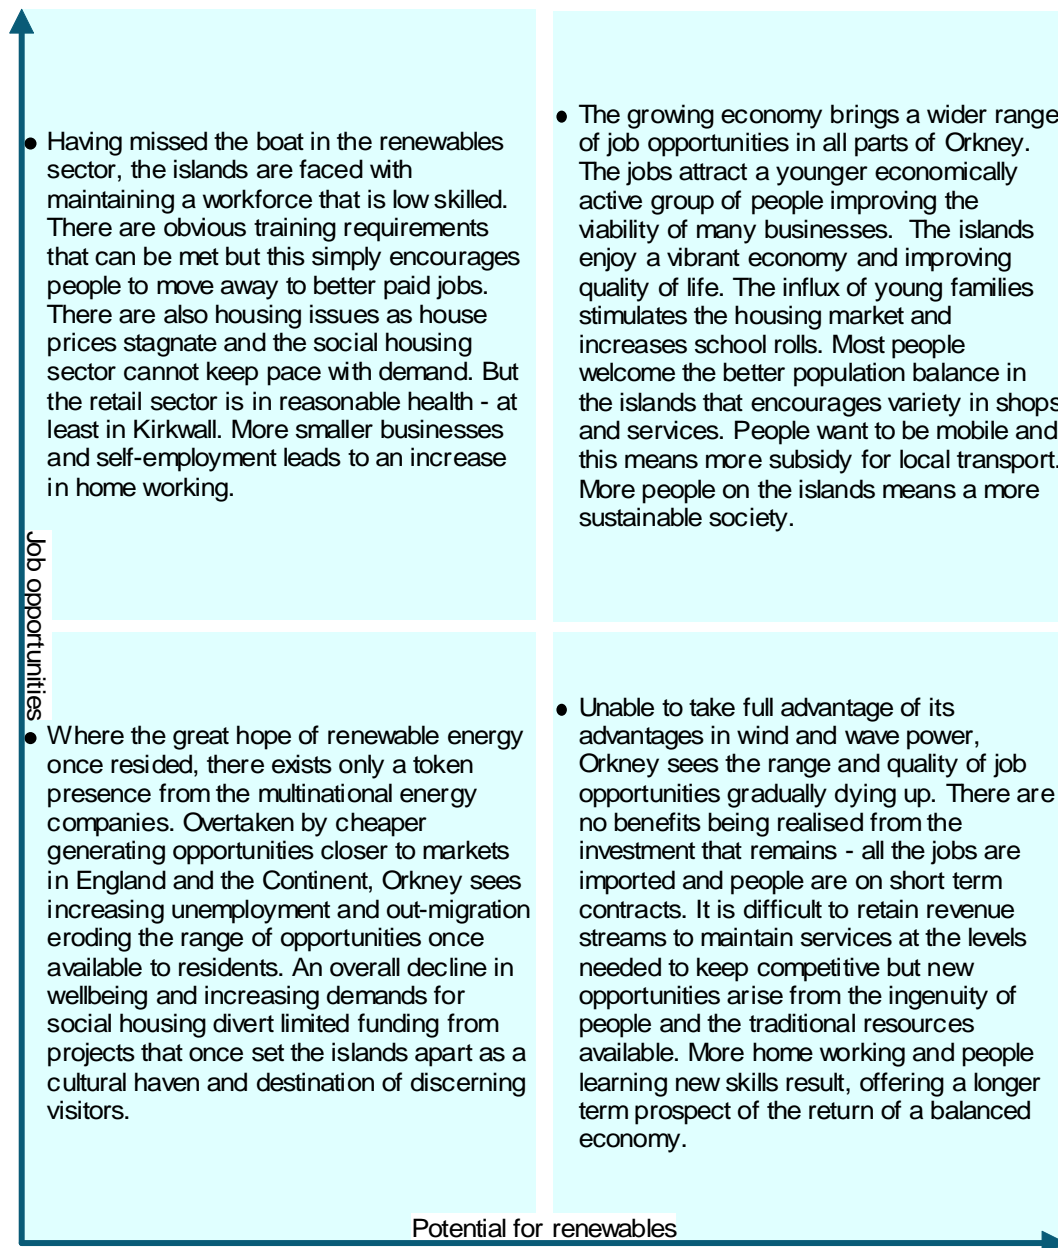 Having missed the boat in the renewables
sector, the islands are faced with
maintaining a workforce that is low skilled.
There are obvious training requirements
that can be met but this simply encourages
people to move away to better paid jobs.
There are also housing issues as house
prices stagnate and the social housing
sector cannot keep pace with demand. But
the retail sector is in reasonable health - at
least in Kirkwall. More smaller businesses
and self-employment leads to an increase
in home working.
The growing economy brings a wider range
of job opportunities in all parts of Orkney.
The jobs attract a younger economically
active group of people improving the
viability of many businesses. The islands
enjoy a vibrant economy and improving
quality of life. The influx of young families
stimulates the housing market and
increases school rolls. Most people
welcome the better population balance in
the islands that encourages variety in shops
and services. People want to be mobile and
this means more subsidy for local transport.
More people on the islands means a more
sustainable society.
Job opportunities
Where the great hope of renewable energy
once resided, there exists only a token
presence from the multinational energy
companies. Overtaken by cheaper
generating opportunities closer to markets
in England and the Continent, Orkney sees
increasing unemployment and out-migration
eroding the range of opportunities once
available to residents. An overall decline in
wellbeing and increasing demands for
social housing divert limited funding from
projects that once set the islands apart as a
cultural haven and destination of discerning
visitors.
Unable to take full advantage of its
advantages in wind and wave power,
Orkney sees the range and quality of job
opportunities gradually dying up. There are
no benefits being realised from the
investment that remains - all the jobs are
imported and people are on short term
contracts. It is difficult to retain revenue
streams to maintain services at the levels
needed to keep competitive but new
opportunities arise from the ingenuity of
people and the traditional resources
available. More home working and people
learning new skills result, offering a longer
term prospect of the return of a balanced
economy.
Potential for renewables